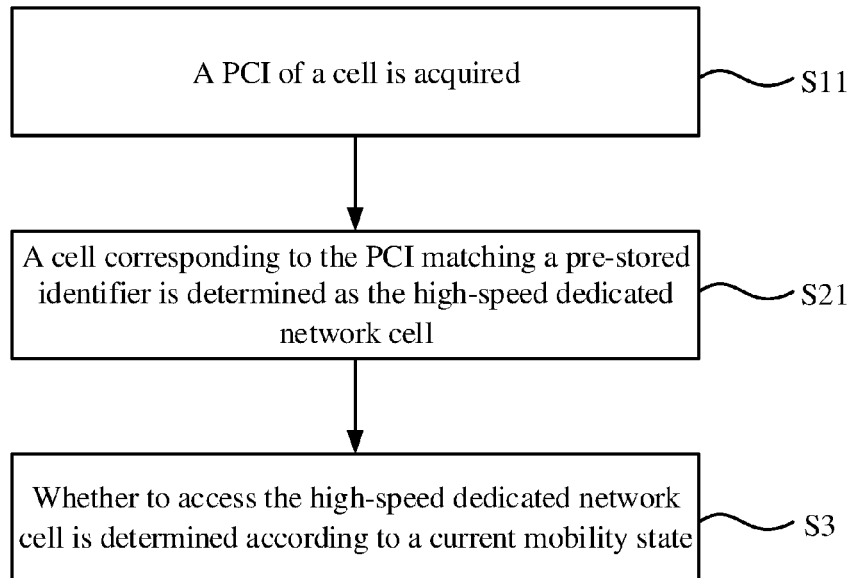 A PCI of a cell is acquired
S11
A cell corresponding to the PCI matching a pre-stored
identifier is determined as the high-speed dedicated
network cell
S21
Whether to access the high-speed dedicated network
cell is determined according to a current mobility state
S3